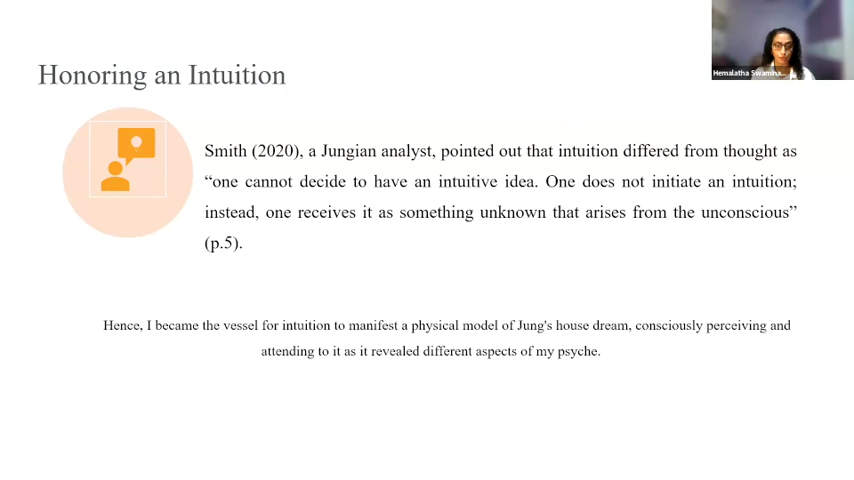 Hemalatha Swamina...
Honoring an Intuition
Smith (2020), a Jungian analyst, pointed out that intuition differed from thought as
“one cannot decide to have an intuitive idea. One does not initiate an intuition;
instead, one receives it as something unknown that arises from the unconscious”
(p.5).
Hence, I became the vessel for intuition to manifest a physical model of Jung's house dream, consciously perceiving and
attending to it as it revealed different aspects of my psyche.